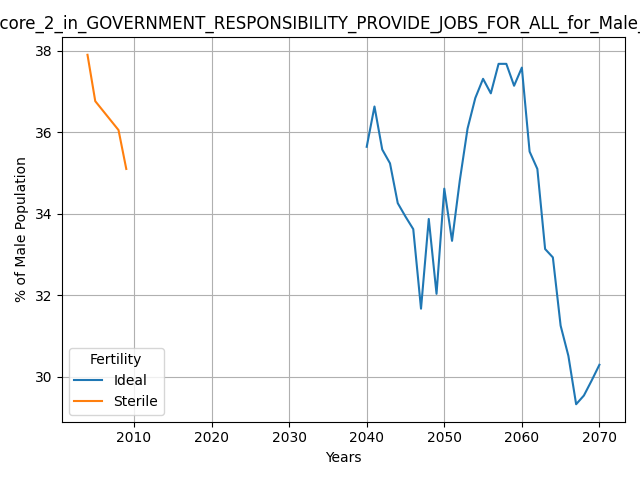 core_2_in_GOVERNMENT_RESPONSIBILITY_PROVIDE_JOBS_FOR_ALL_for_Male_
38
36
34
32
30
% of Male Population
Fertility
Ideal
Sterile
2010 2020 2030 2040 2050 2060 2070
Years